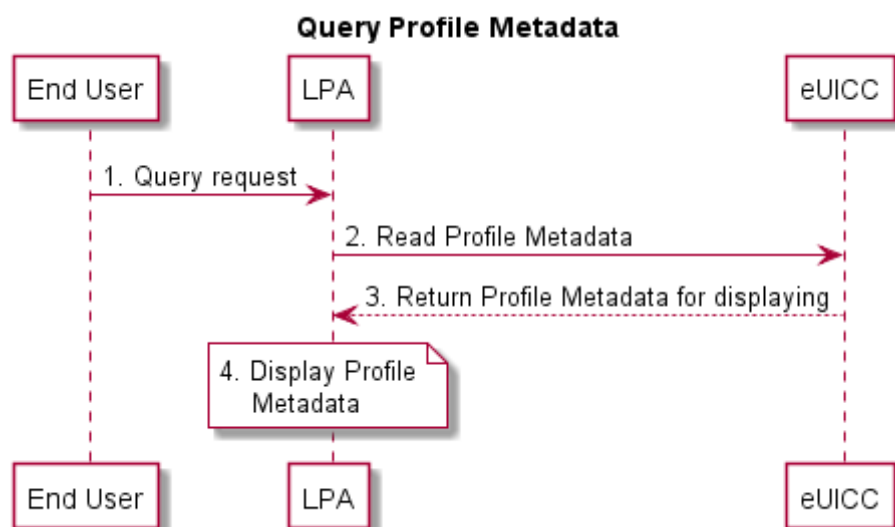 Query Profile Metadata
End User
LPA
eUICC
1. Query request
2. Read Profile Metadata
3. Return Profile Metadata for displaying
4. Display Profile
Metadata
End User
LPA
eUICC